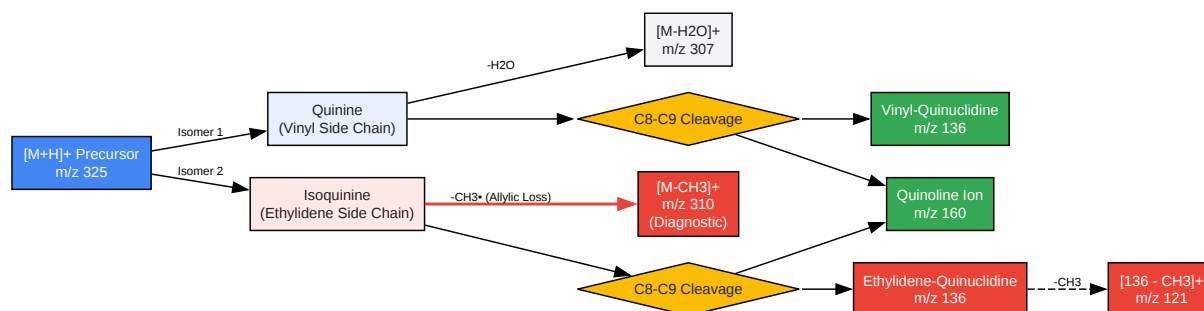 [M+H]+ Precursor
m/z 325
Isomer 1
Isomer 2
Quinine
(Vinyl Side Chain)
Isoquinine
(Ethylidene Side Chain)
-H2O
[M-H2O]+
m/z 307
C8-C9 Cleavage
Vinyl-Quinuclidine
m/z 136
-CH3• (Allylic Loss)
[M-CH3]+
m/z 310
(Diagnostic)
Quinoline Ion
m/z 160
C8-C9 Cleavage
Ethylidene-Quinuclidine
m/z 136
-CH3
[136 - CH3]+
m/z 121